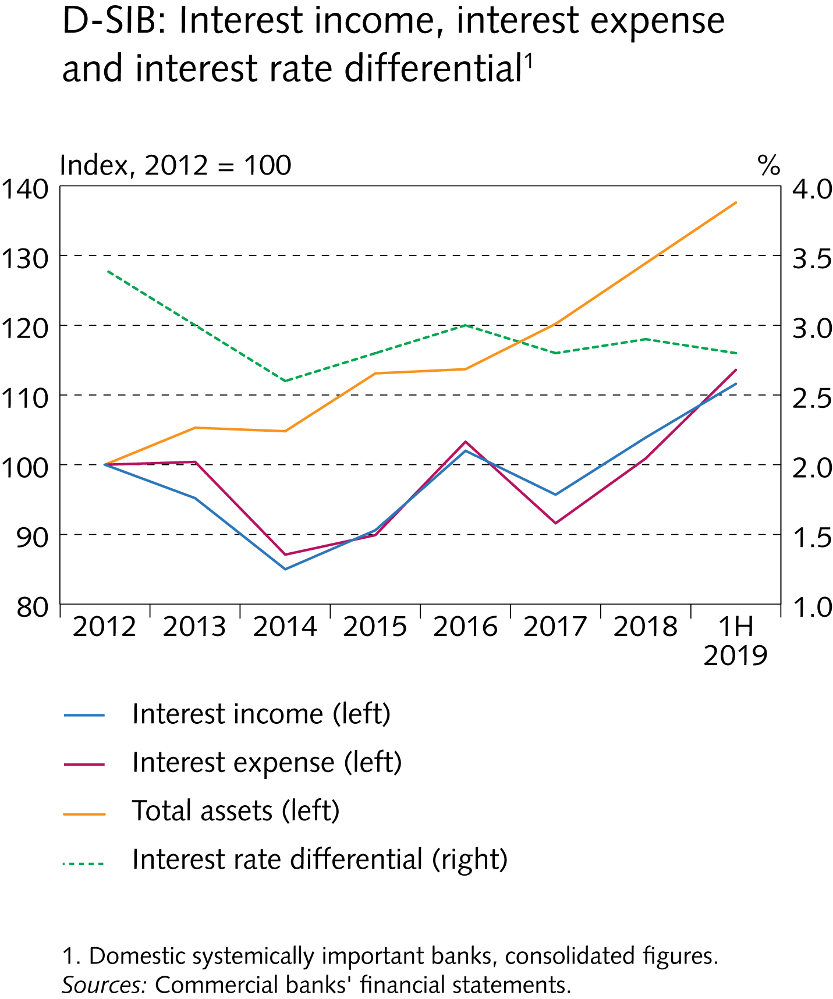 D-SIB: Interest income, interest expense
and interest rate differential¹
Index, 2012 = 100 %
140 4.0
130 3.5
120 3.0
110 2.5
100 2.0
90 1.5
80 1.0
2012 2013 2014 2015 2016 2017 2018 1H
2019
Interest income (left)
Interest expense (left)
Total assets (left)
Interest rate differential (right)
1. Domestic systemically important banks, consolidated figures.
Sources: Commercial banks' financial statements.